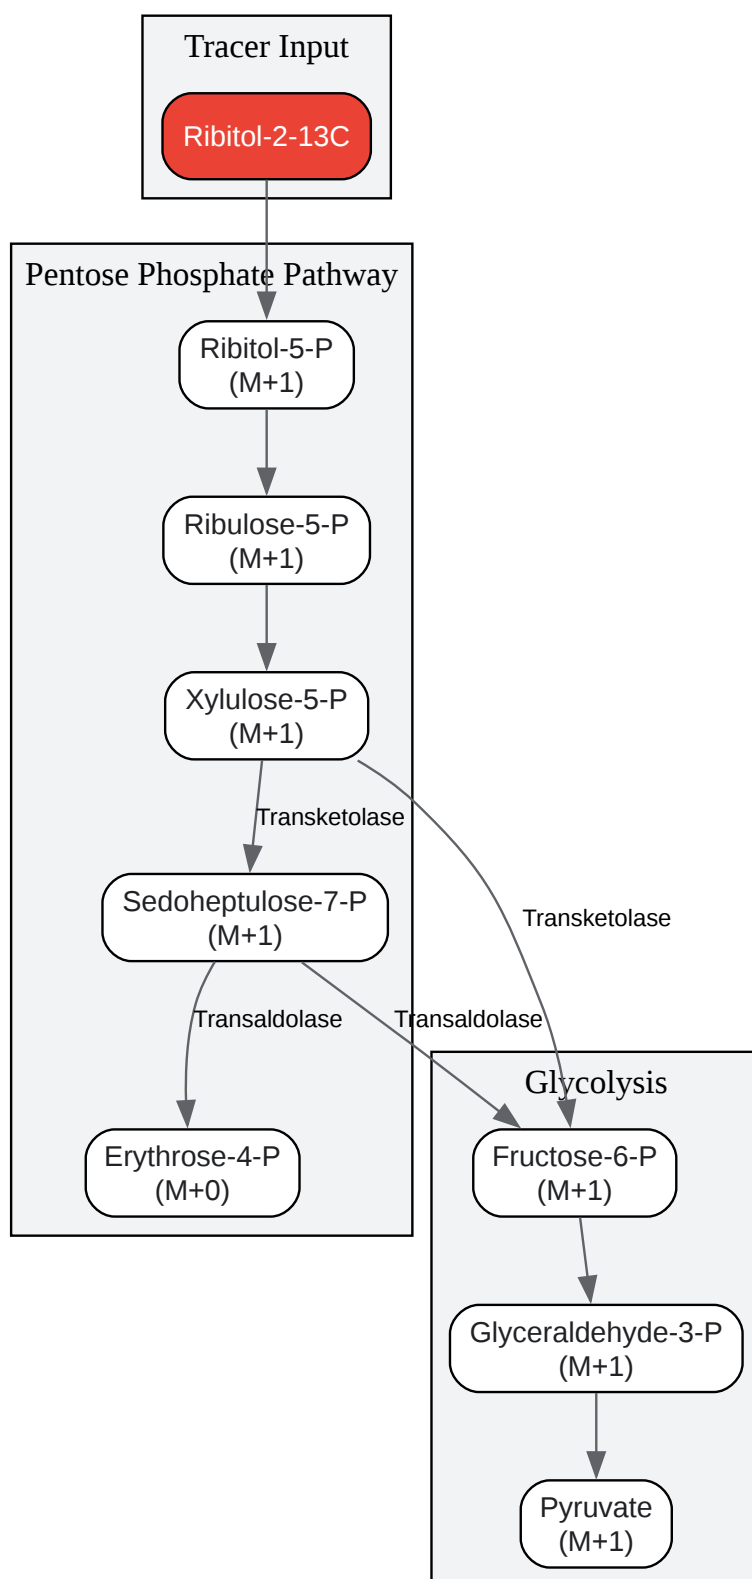 Tracer Input
Ribitol-2-13C
Pentose Phosphate Pathway
Ribitol-5-P
(M+1)
Ribulose-5-P
(M+1)
Xylulose-5-P
(M+1)
Transketolase
Sedoheptulose-7-P
(M+1)
Transketolase
Transaldolase
Transaldolase
Erythrose-4-P
(M+0)
Glycolysis
Fructose-6-P
(M+1)
Glyceraldehyde-3-P
(M+1)
Pyruvate
(M+1)